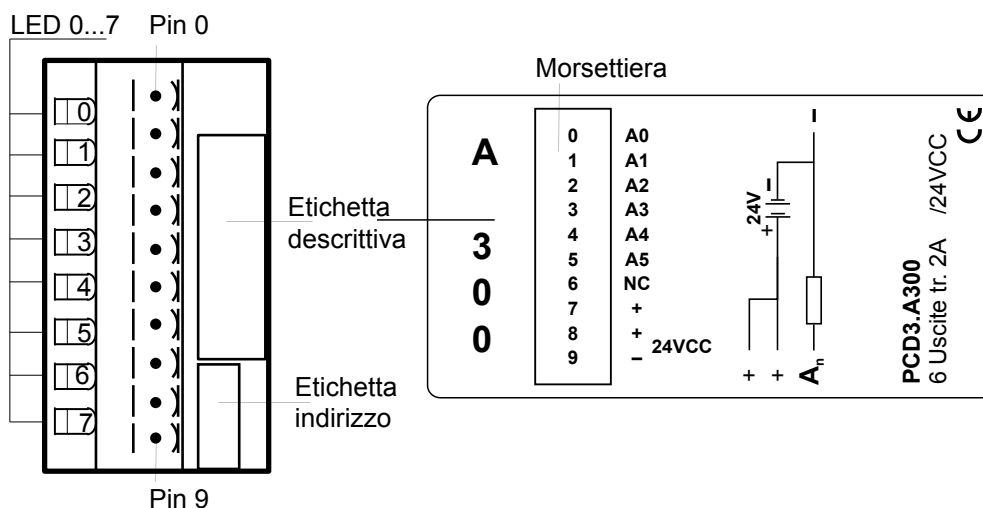 LED 0...7 Pin 0
0
1
2
3
4
5
6
7
Pin 9
Etichetta
descrittiva
Etichetta
indirizzo
Morsettiera
A
3
0
0
0 A0
1 A1
2 A2
3 A3
4 A4
5 A5
6 NC
7 +
8 +
9 –
24VCC
24V
–
+
–
+ + An
PCD3.A300
6 Uscite tr. 2A /24VCC
CE